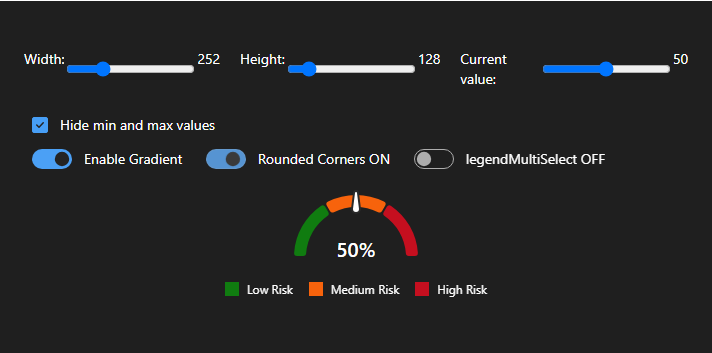 Width: 252 Height: 128 Current value: 50
Hide min and max values
Enable Gradient Rounded Corners ON legendMultiSelect OFF
50%
Low Risk Medium Risk High Risk